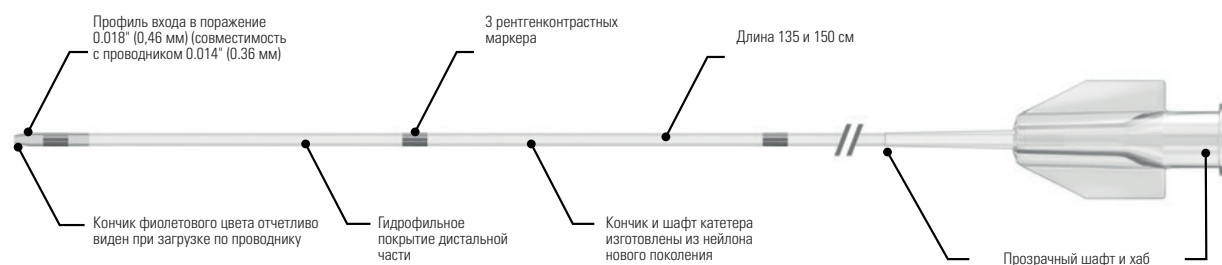 Профиль входа в поражение
0.018" (0,46 мм) (совместимость
с проводником 0.014" (0.36 мм)
3 рентгенконтрастных
маркера
Длина 135 и 150 см
Кончик фиолетового цвета отчетливо
виден при загрузке по проводнику
Гидрофильное
покрытие дистальной
части
Кончик и шафт катетера
изготовлены из нейлона
нового поколения
Прозрачный шафт и хаб